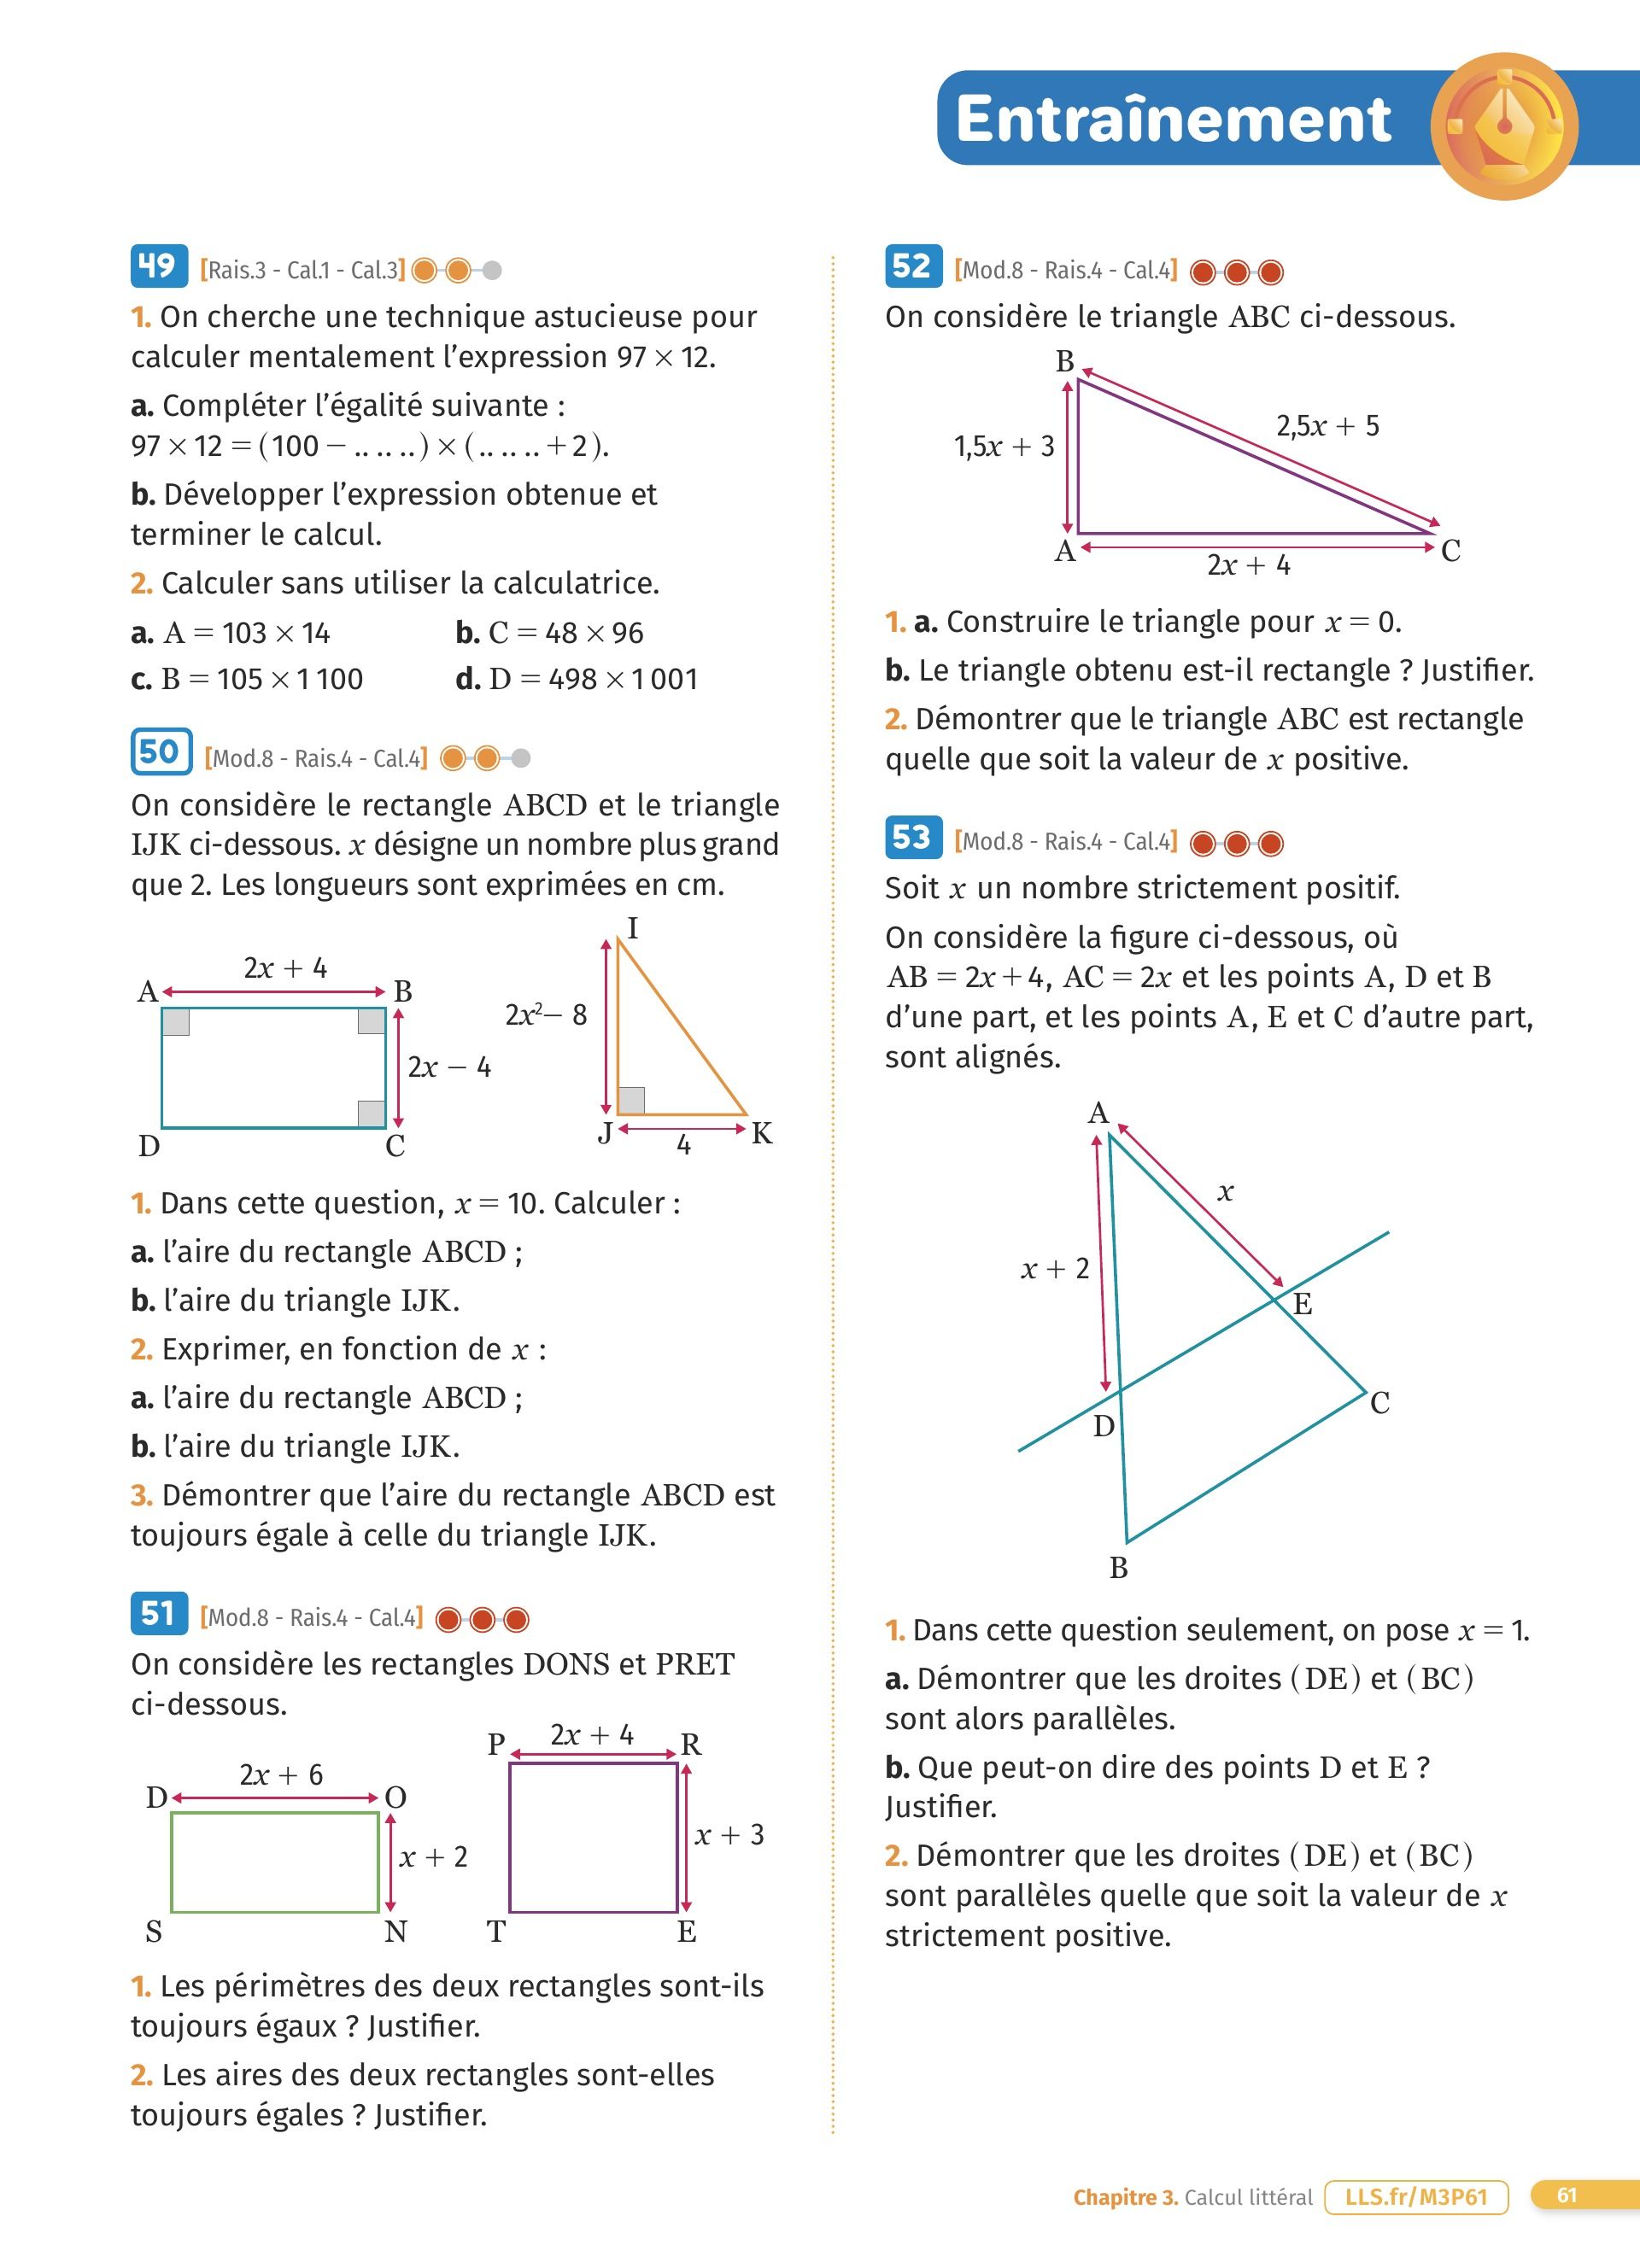 Entraînement
49 [Rais.3 - Cal.1 - Cal.3]
1. On cherche une technique astucieuse pour
calculer mentalement l’expression 97 × 12.
a. Compléter l’égalité suivante :
97 × 12 = (100 − .. .. ..) × (.. .. .. + 2).
b. Développer l’expression obtenue et
terminer le calcul.
2. Calculer sans utiliser la calculatrice.
a. A = 103 × 14
b. C = 48 × 96
c. B = 105 × 1 100
d. D = 498 × 1 001
50 [Mod.8 - Rais.4 - Cal.4]
On considère le rectangle ABCD et le triangle
IJK ci-dessous. x désigne un nombre plus grand
que 2. Les longueurs sont exprimées en cm.
A
2x + 4
B
2x − 4
D
C
I
2x²− 8
J
4
K
1. Dans cette question, x = 10. Calculer :
a. l’aire du rectangle ABCD ;
b. l’aire du triangle IJK.
2. Exprimer, en fonction de x :
a. l’aire du rectangle ABCD ;
b. l’aire du triangle IJK.
3. Démontrer que l’aire du rectangle ABCD est
toujours égale à celle du triangle IJK.
51 [Mod.8 - Rais.4 - Cal.4]
On considère les rectangles DONS et PRET
ci-dessous.
D
2x + 6
O
x + 2
S
N
P
2x + 4
R
x + 3
T
E
1. Les périmètres des deux rectangles sont-ils
toujours égaux ? Justifier.
2. Les aires des deux rectangles sont-elles
toujours égales ? Justifier.
52 [Mod.8 - Rais.4 - Cal.4]
On considère le triangle ABC ci-dessous.
B
2,5x + 5
1,5x + 3
A
C
2x + 4
1. a. Construire le triangle pour x = 0.
b. Le triangle obtenu est-il rectangle ? Justifier.
2. Démontrer que le triangle ABC est rectangle
quelle que soit la valeur de x positive.
53 [Mod.8 - Rais.4 - Cal.4]
Soit x un nombre strictement positif.
On considère la figure ci-dessous, où
AB = 2x + 4, AC = 2x et les points A, D et B
d’une part, et les points A, E et C d’autre part,
sont alignés.
A
x
x + 2
E
C
D
B
1. Dans cette question seulement, on pose x = 1.
a. Démontrer que les droites (DE) et (BC)
sont alors parallèles.
b. Que peut-on dire des points D et E ?
Justifier.
2. Démontrer que les droites (DE) et (BC)
sont parallèles quelle que soit la valeur de x
strictement positive.
Chapitre 3. Calcul littéral LLS.fr/M3P61 61